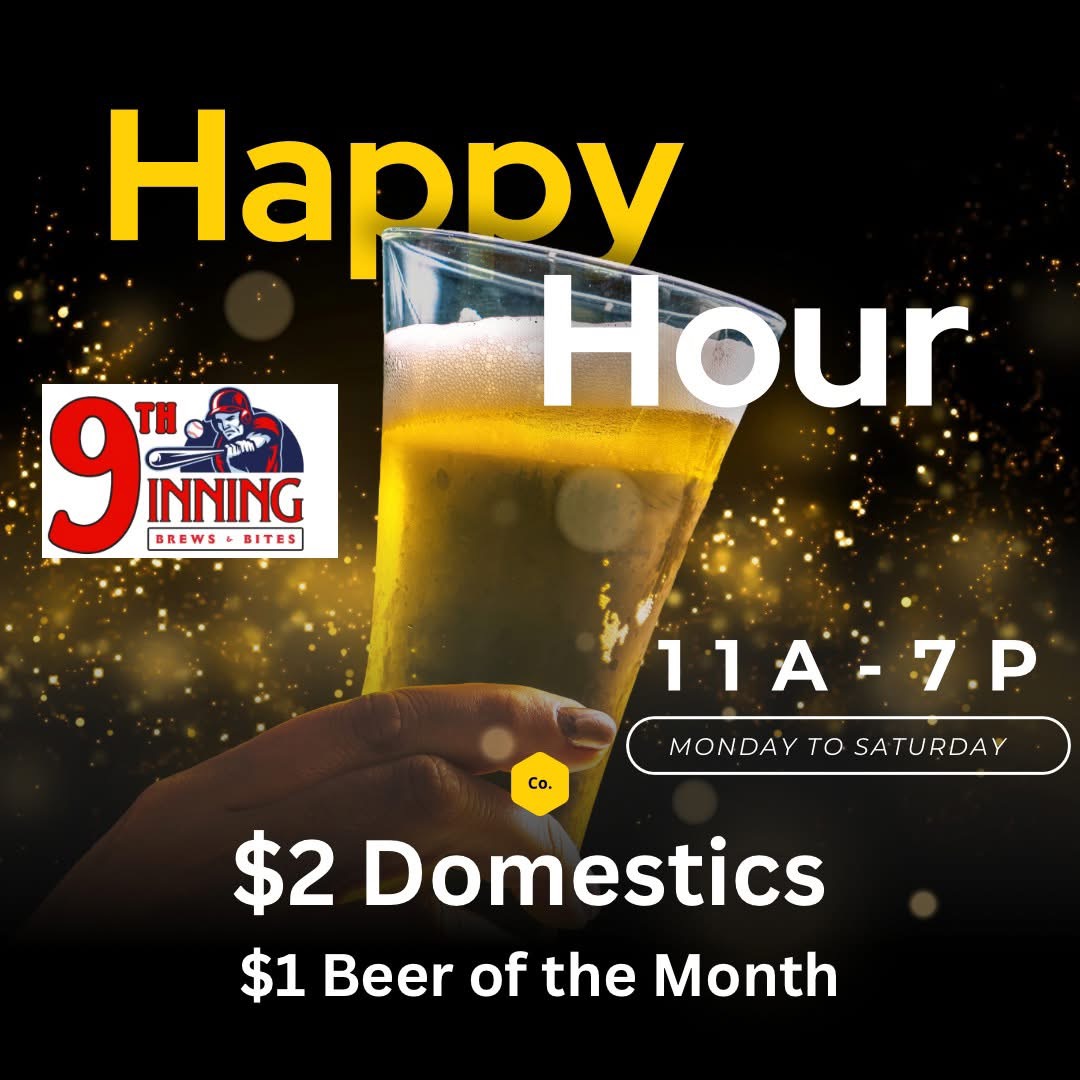 Happy
Hour
9TH
INNING
BREWS & BITES
11A-7P
MONDAY TO SATURDAY
Co.
$2 Domestics
$1 Beer of the Month